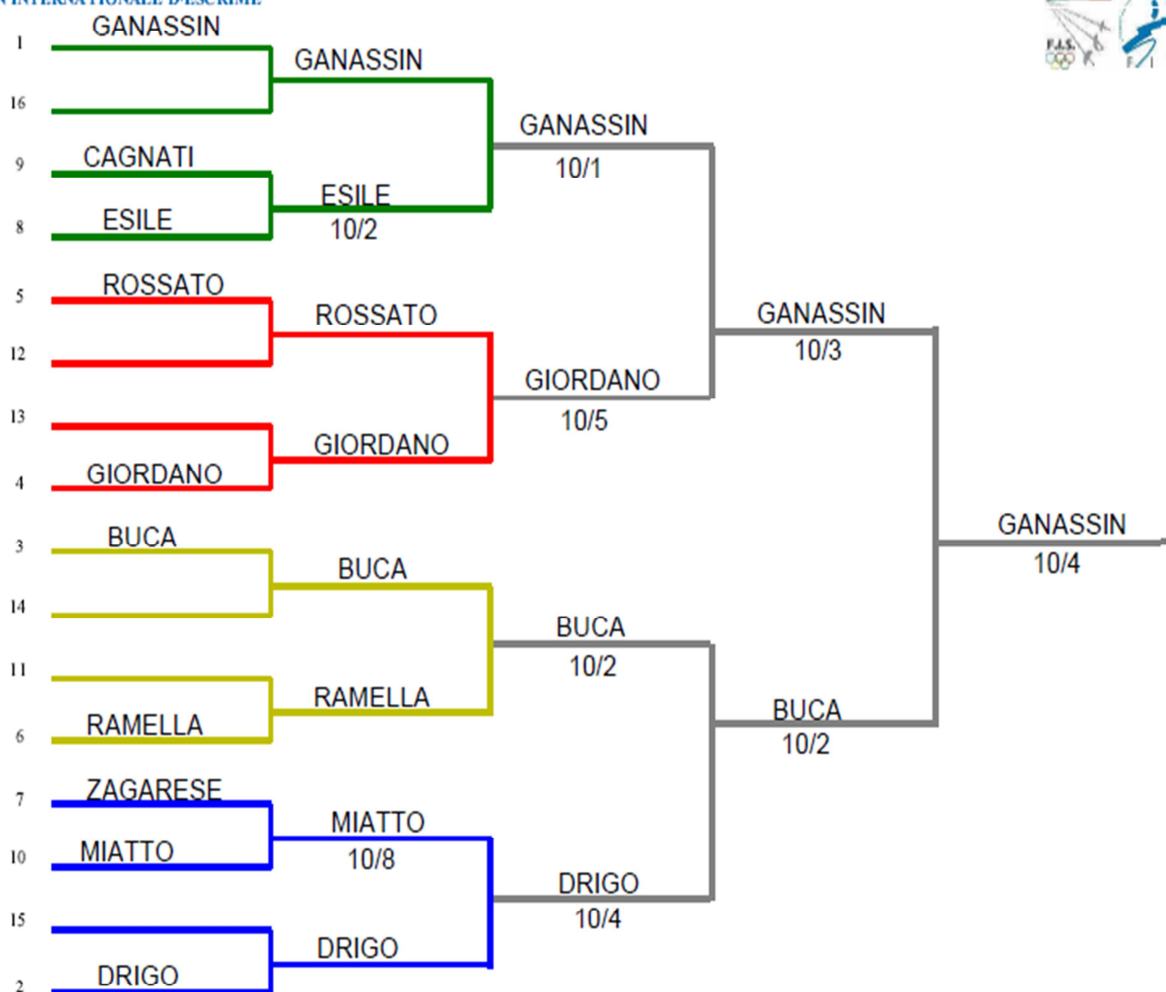 INTERNATIONALE D'ESCRIME
GANASSIN
1
GANASSIN
16
GANASSIN
10/1
9
CAGNATI
ESILE
10/2
8
ESILE
5
ROSSATO
ROSSATO
12
GANASSIN
10/3
GIORDANO
10/5
13
GIORDANO
4
GIORDANO
3
BUCA
BUCA
14
GANASSIN
10/4
BUCA
10/2
11
RAMELLA
6
RAMELLA
BUCA
10/2
7
ZAGARESE
MIATTO
10/8
10
MIATTO
DRIGO
10/4
15
DRIGO
2
DRIGO
F.I.S.
F I